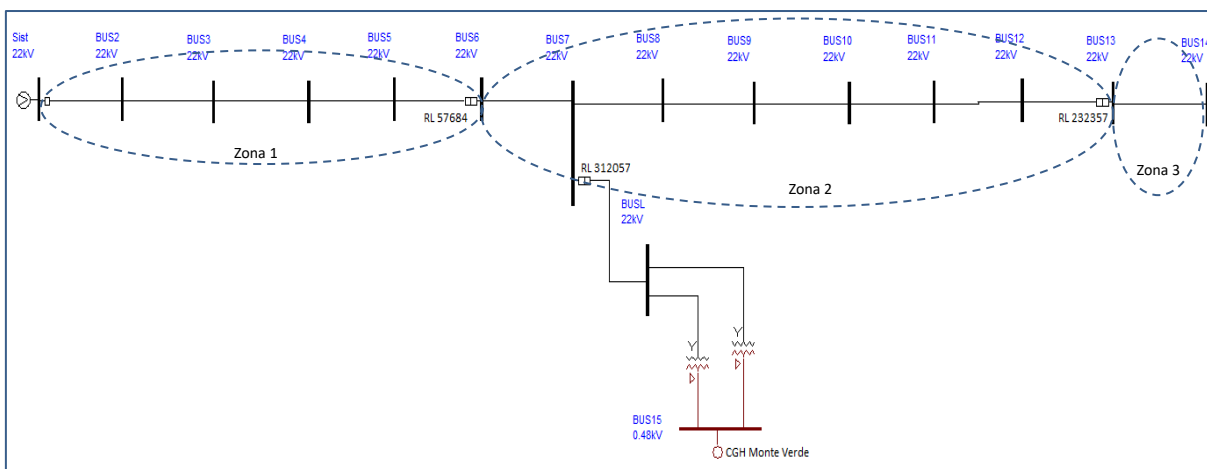 Sist
22kV
BUS2
22kV
BUS3
22kV
BUS4
22kV
BUS5
22kV
BUS6
22kV
BUS7
22kV
BUS8
22kV
BUS9
22kV
BUS10
22kV
BUS11
22kV
BUS12
22kV
BUS13
22kV
BUS14
22kV
RL 57684
RL 232357
Zona 1
Zona 2
Zona 3
RL 312057
BUSL
22kV
BUS15
0.48kV
CGH Monte Verde